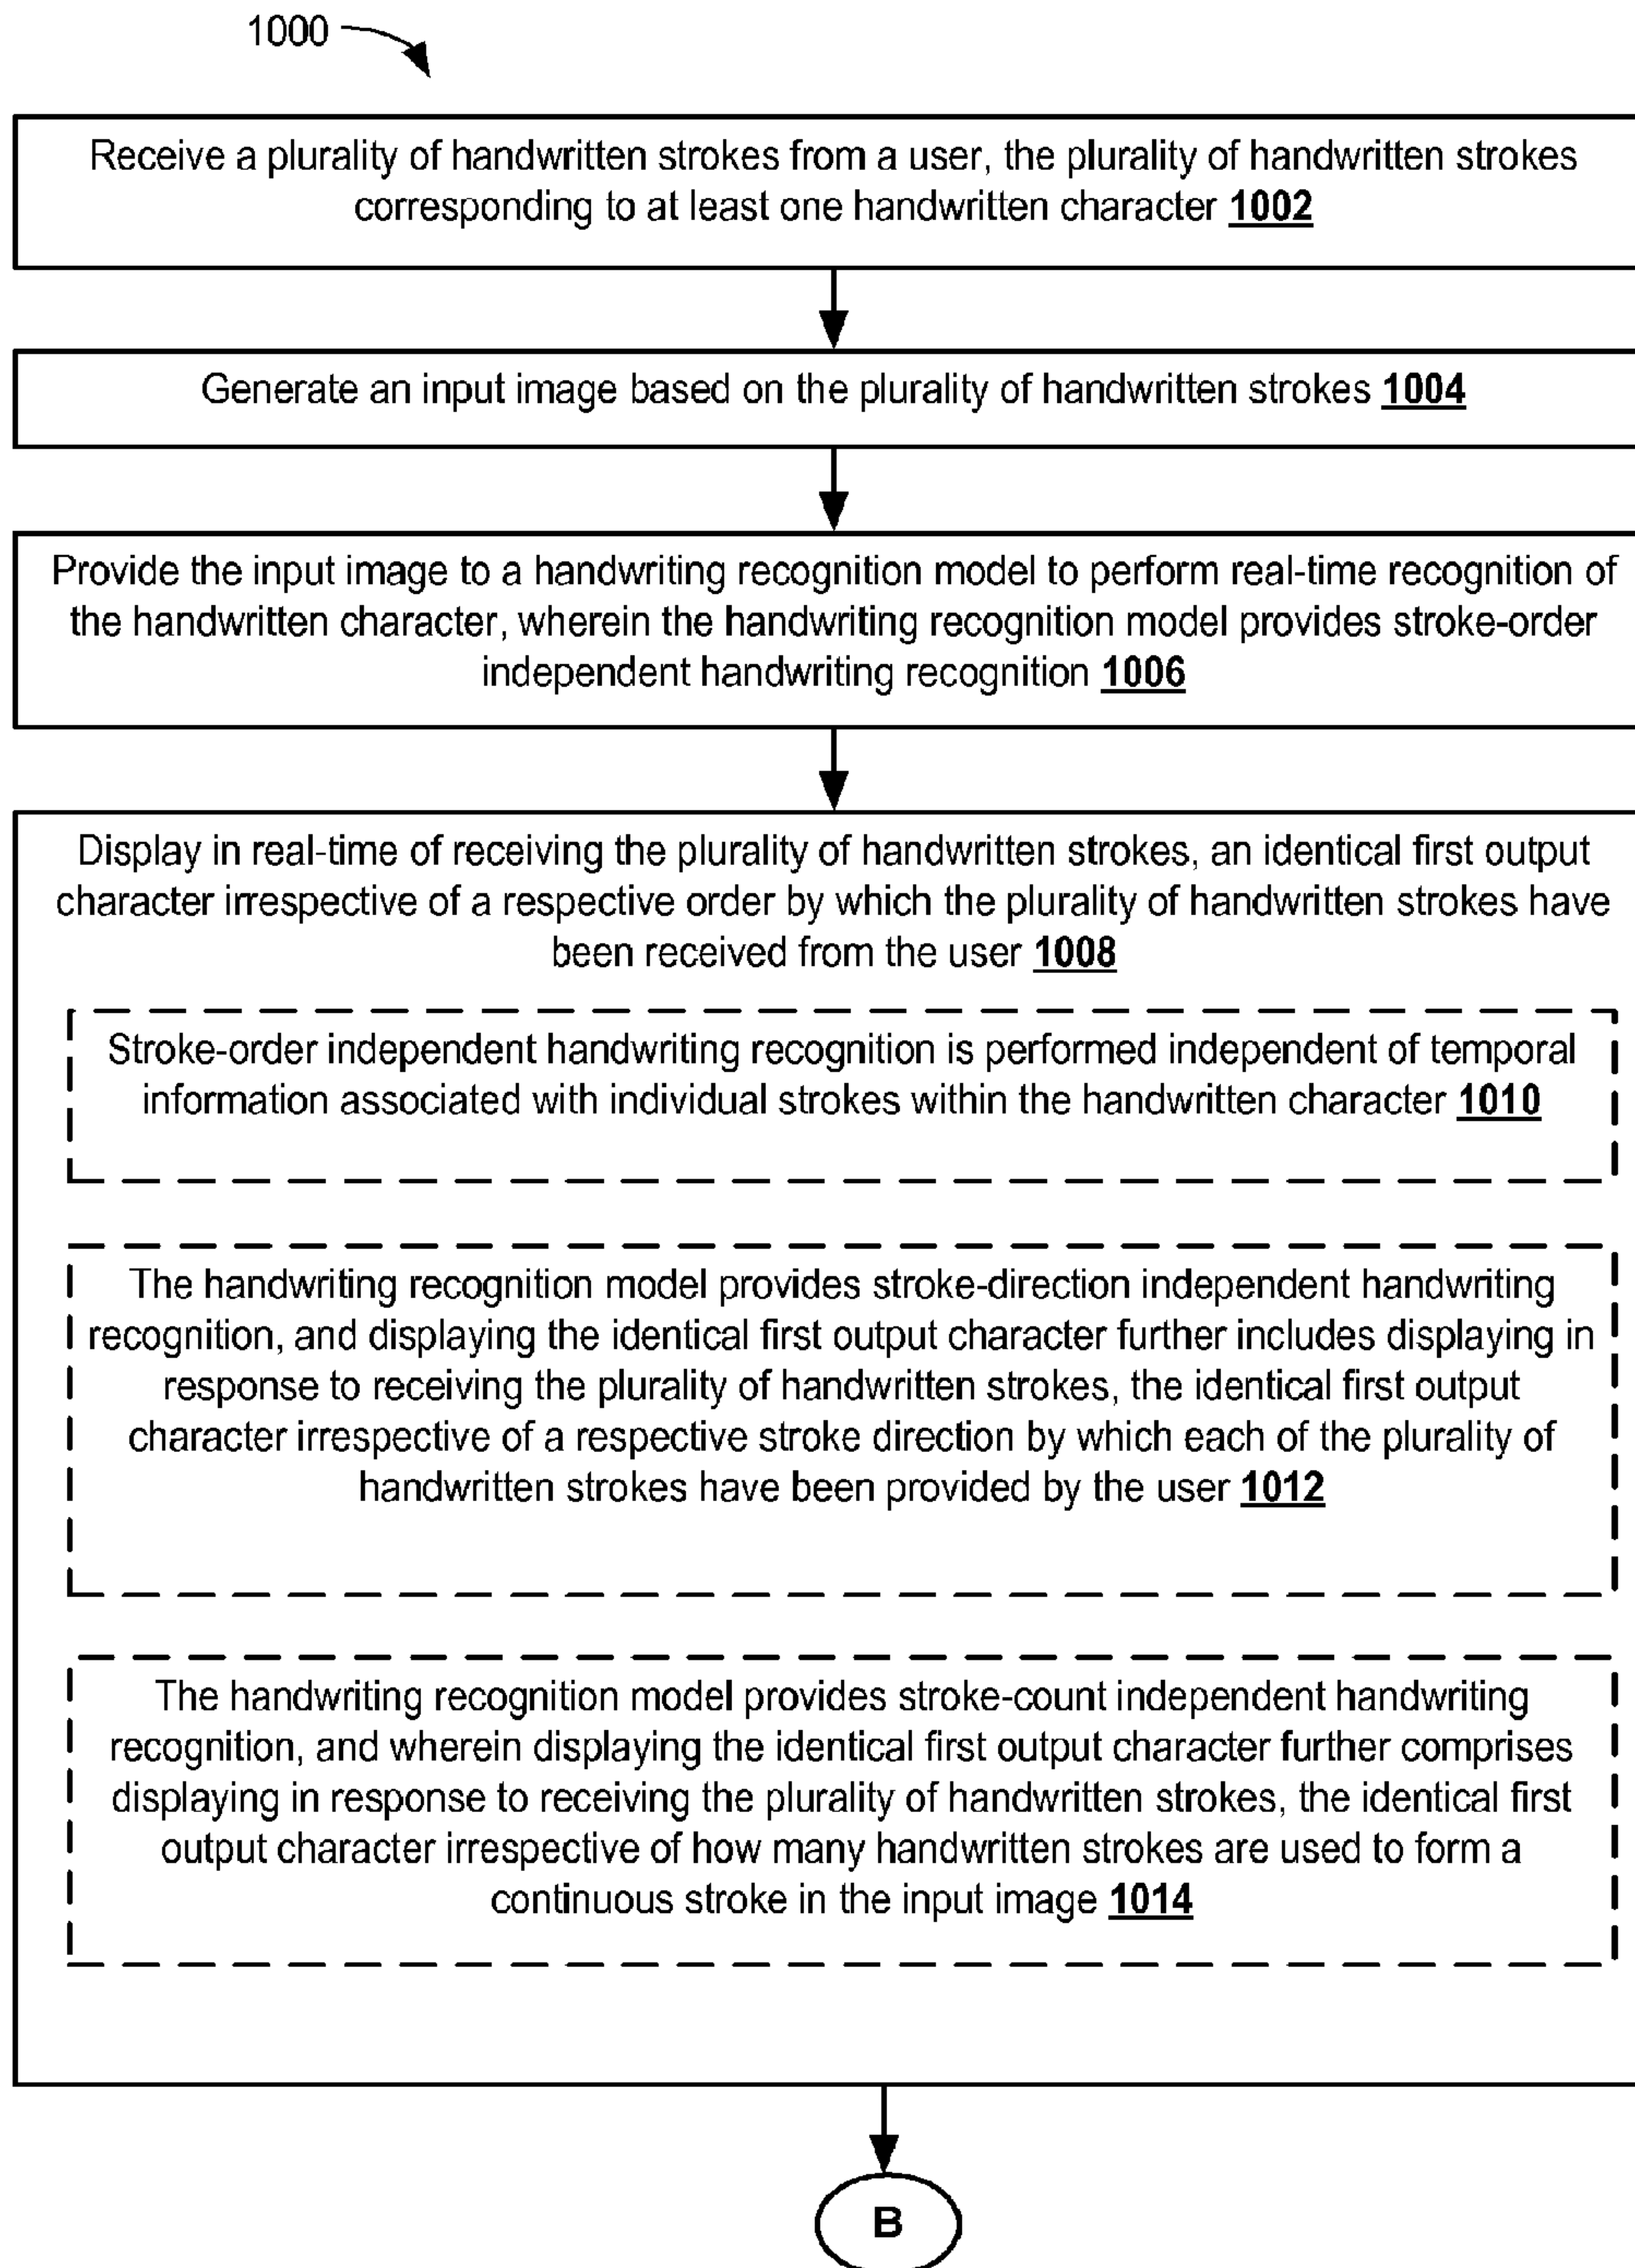 1000
Receive a plurality of handwritten strokes from a user, the plurality of handwritten strokes
corresponding to at least one handwritten character 1002
Generate an input image based on the plurality of handwritten strokes 1004
Provide the input image to a handwriting recognition model to perform real-time recognition of
the handwritten character, wherein the handwriting recognition model provides stroke-order
independent handwriting recognition 1006
Display in real-time of receiving the plurality of handwritten strokes, an identical first output
character irrespective of a respective order by which the plurality of handwritten strokes have
been received from the user 1008
Stroke-order independent handwriting recognition is performed independent of temporal
information associated with individual strokes within the handwritten character 1010
The handwriting recognition model provides stroke-direction independent handwriting
recognition, and displaying the identical first output character further includes displaying in
response to receiving the plurality of handwritten strokes, the identical first output
character irrespective of a respective stroke direction by which each of the plurality of
handwritten strokes have been provided by the user 1012
The handwriting recognition model provides stroke-count independent handwriting
recognition, and wherein displaying the identical first output character further comprises
displaying in response to receiving the plurality of handwritten strokes, the identical first
output character irrespective of how many handwritten strokes are used to form a
continuous stroke in the input image 1014
B